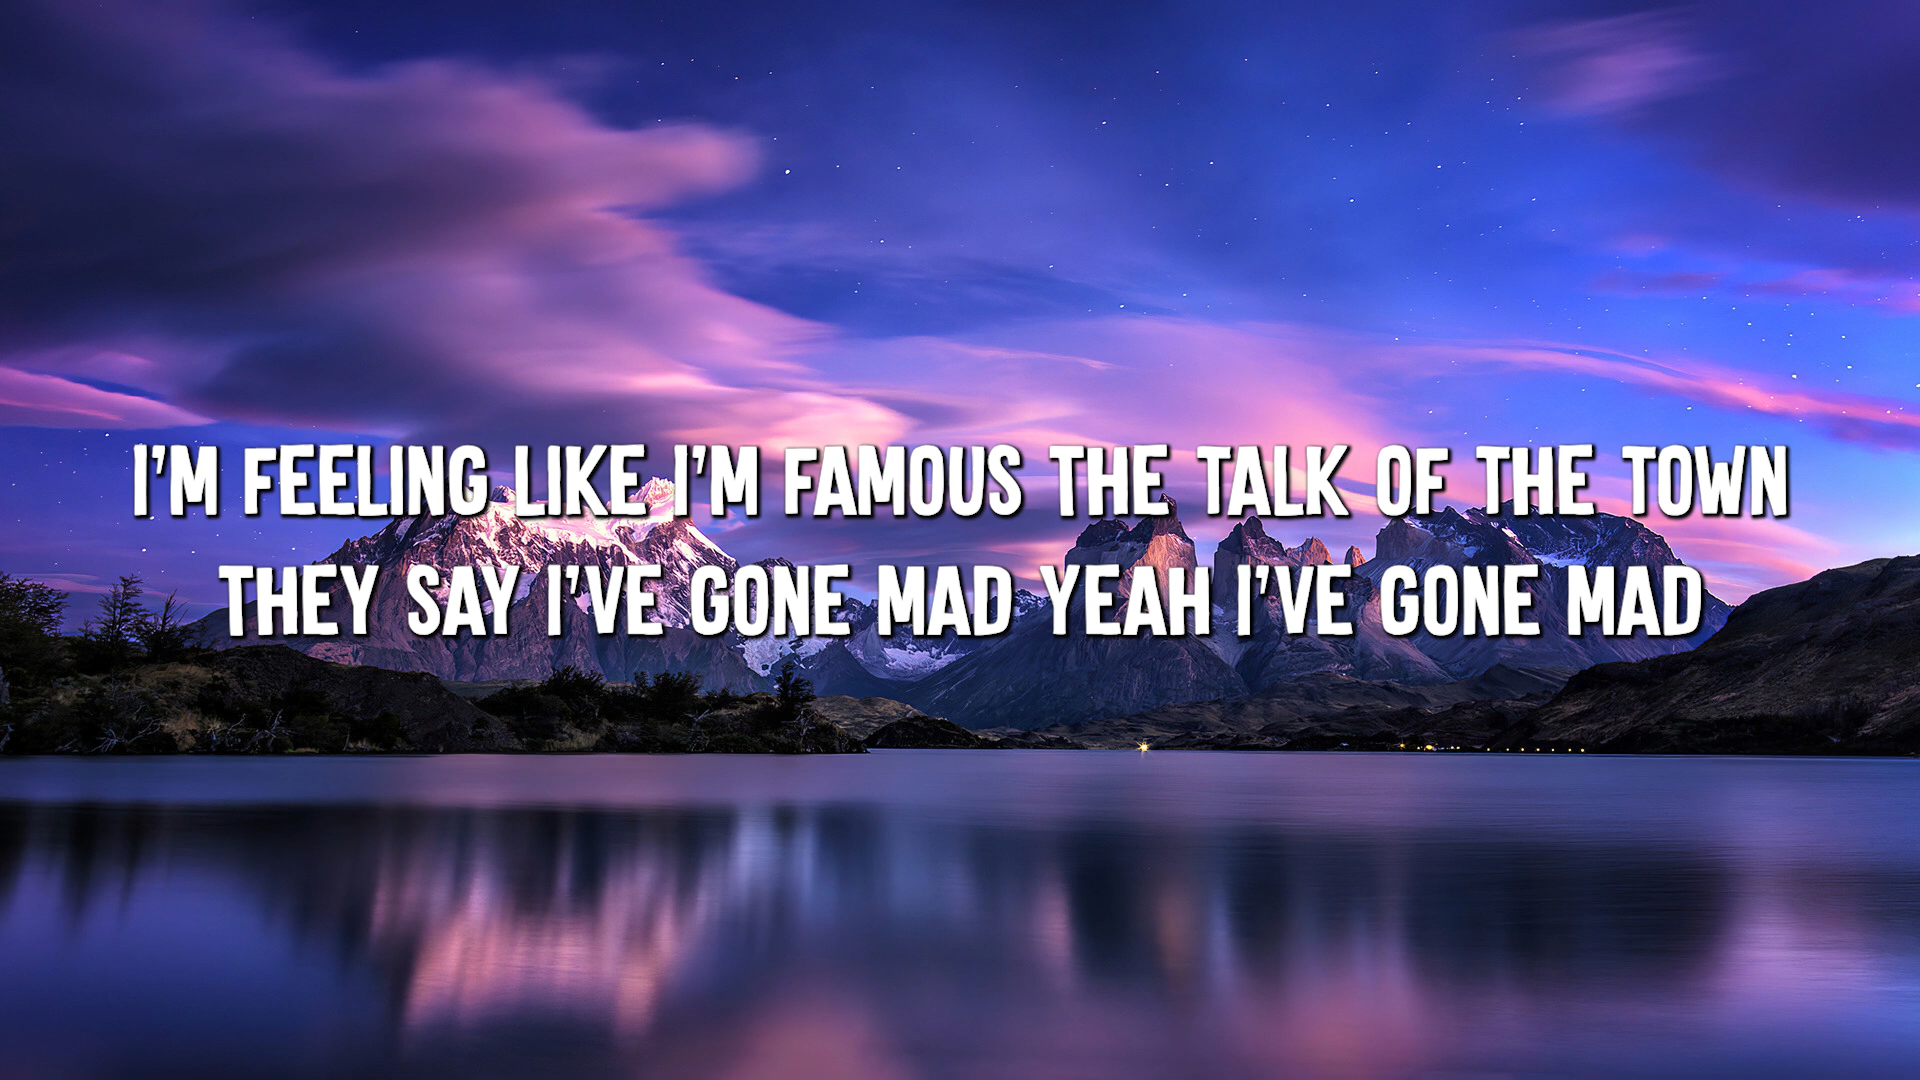 I'M FEELING LIKE I'M FAMOUS THE TALK OF THE TOWN
THEY SAY I'VE GONE MAD YEAH I'VE GONE MAD